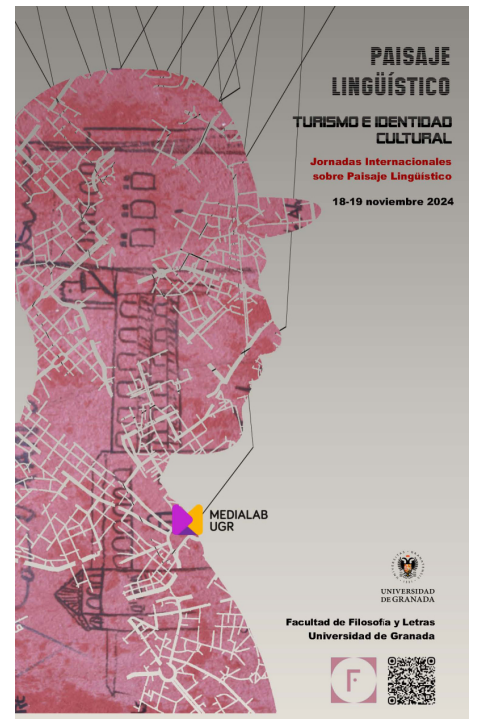 PAISAJE
LINGÜÍSTICO
TURISMO E IDENTIDAD
CULTURAL
Jornadas Internacionales
sobre Paisaje Lingüístico
18-19 noviembre 2024
MEDIALAB
UGR
UNIVERSIDAD
DE GRANADA
Facultad de Filosofía y Letras
Universidad de Granada
F